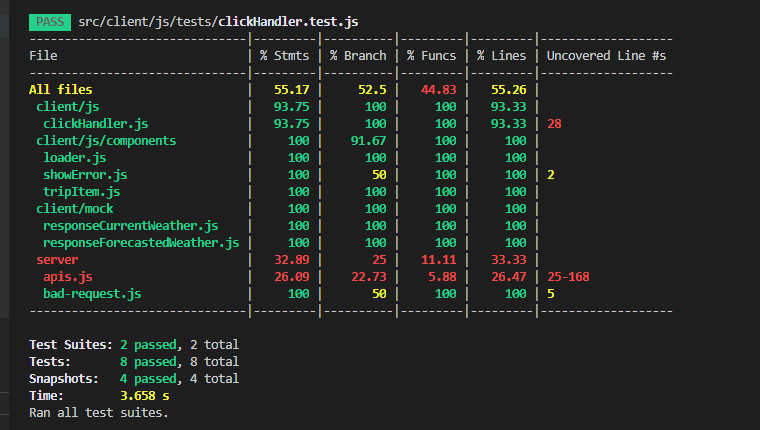 PASS src/client/js/tests/clickHandler.test.js
-------------------------------|---------|----------|---------|---------|-------------------
File                           | % Stmts | % Branch | % Funcs | % Lines | Uncovered Line #s
-------------------------------|---------|----------|---------|---------|-------------------
All files                      |   55.17 |     52.5 |   44.83 |   55.26 |
 client/js                     |   93.75 |      100 |     100 |   93.33 |
  clickHandler.js              |   93.75 |      100 |     100 |   93.33 | 28
 client/js/components          |     100 |    91.67 |     100 |     100 |
  loader.js                    |     100 |      100 |     100 |     100 |
  showError.js                 |     100 |       50 |     100 |     100 | 2
  tripItem.js                  |     100 |      100 |     100 |     100 |
 client/mock                   |     100 |      100 |     100 |     100 |
  responseCurrentWeather.js    |     100 |      100 |     100 |     100 |
  responseForecastedWeather.js |     100 |      100 |     100 |     100 |
 server                        |   32.89 |       25 |   11.11 |   33.33 |
  apis.js                      |   26.09 |    22.73 |    5.88 |   26.47 | 25-168
  bad-request.js               |     100 |       50 |     100 |     100 | 5
-------------------------------|---------|----------|---------|---------|-------------------
Test Suites: 2 passed, 2 total
Tests:       8 passed, 8 total
Snapshots:   4 passed, 4 total
Time:        3.658 s
Ran all test suites.